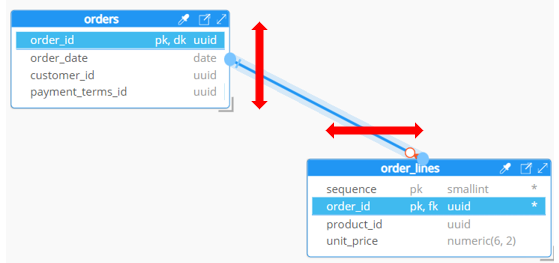 orders
order_id pk, dk uuid
order_date date
customer_id uuid
payment_terms_id uuid
order_lines
sequence pk smallint *
order_id pk, fk uuid *
product_id uuid
unit_price numeric(6, 2)